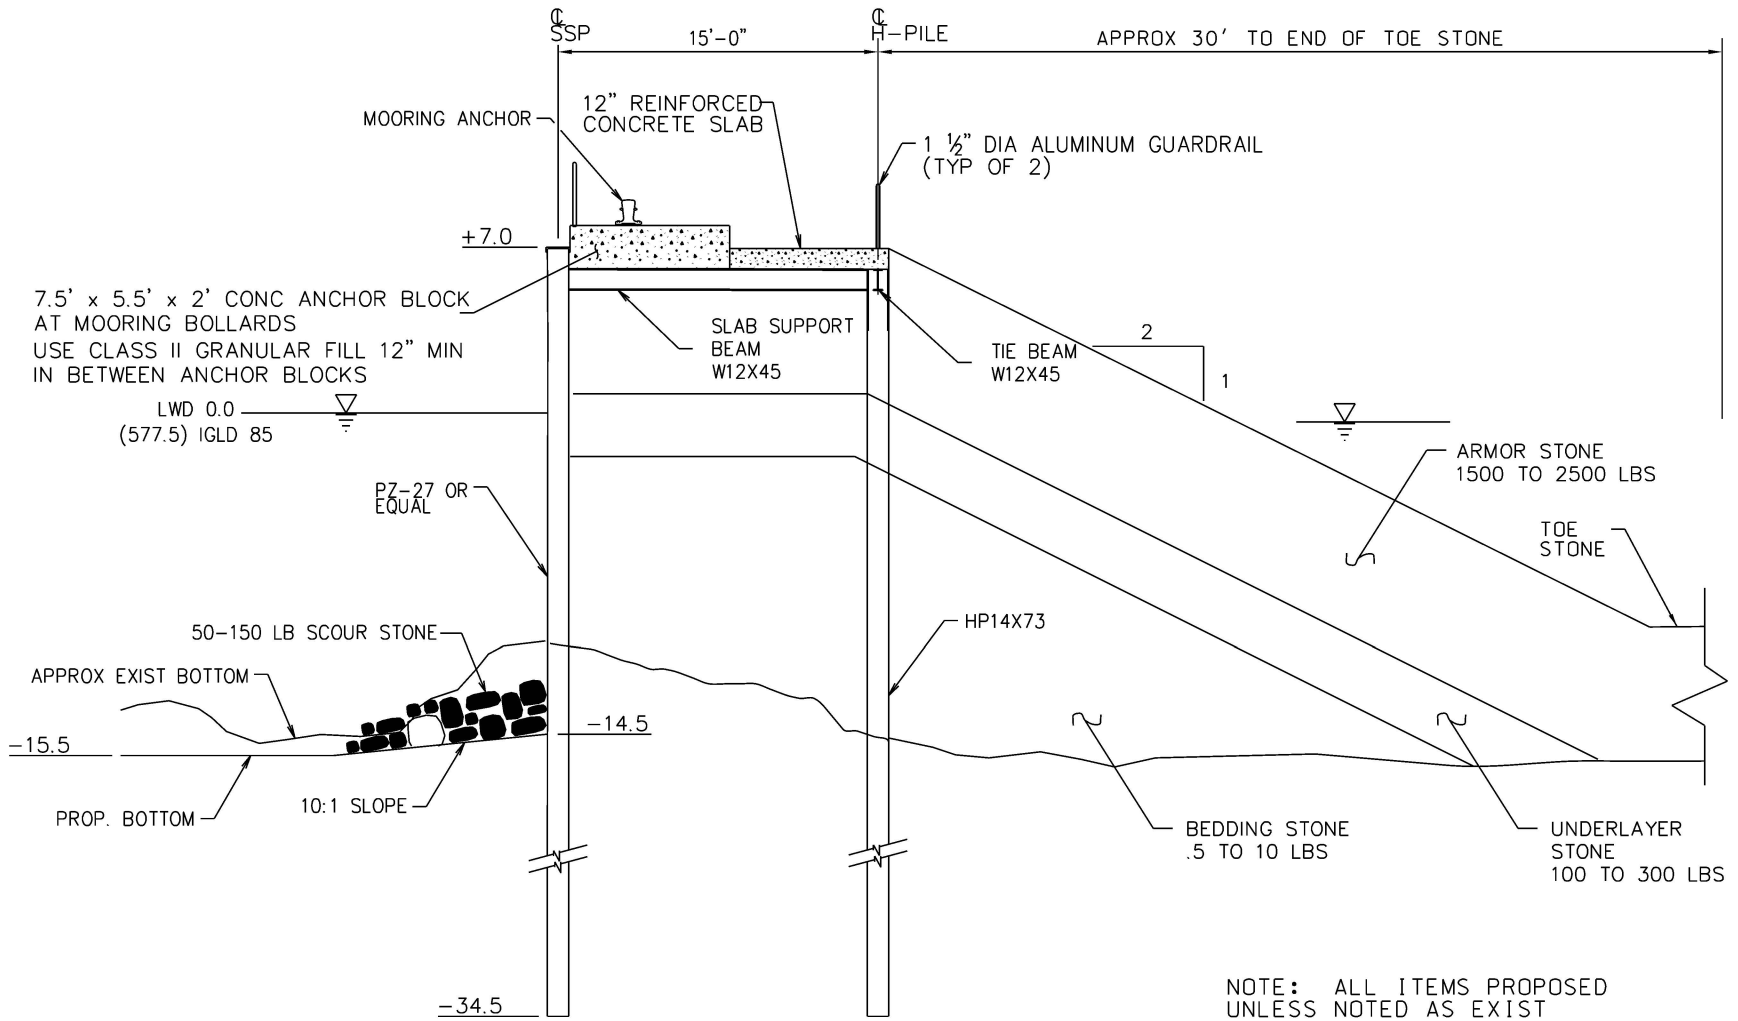 ℄
SSP
15'-0"
℄
H-PILE
APPROX 30' TO END OF TOE STONE
MOORING ANCHOR
12" REINFORCED
CONCRETE SLAB
1 ½" DIA ALUMINUM GUARDRAIL
(TYP OF 2)
+7.0
7.5' x 5.5' x 2' CONC ANCHOR BLOCK
AT MOORING BOLLARDS
USE CLASS II GRANULAR FILL 12" MIN
IN BETWEEN ANCHOR BLOCKS
SLAB SUPPORT
BEAM
W12X45
TIE BEAM
W12X45
2
1
LWD 0.0
(577.5) IGLD 85
ARMOR STONE
1500 TO 2500 LBS
PZ-27 OR
EQUAL
TOE
STONE
50-150 LB SCOUR STONE
HP14X73
APPROX EXIST BOTTOM
-14.5
-15.5
10:1 SLOPE
PROP. BOTTOM
BEDDING STONE
.5 TO 10 LBS
UNDERLAYER
STONE
100 TO 300 LBS
-34.5
NOTE: ALL ITEMS PROPOSED
UNLESS NOTED AS EXIST